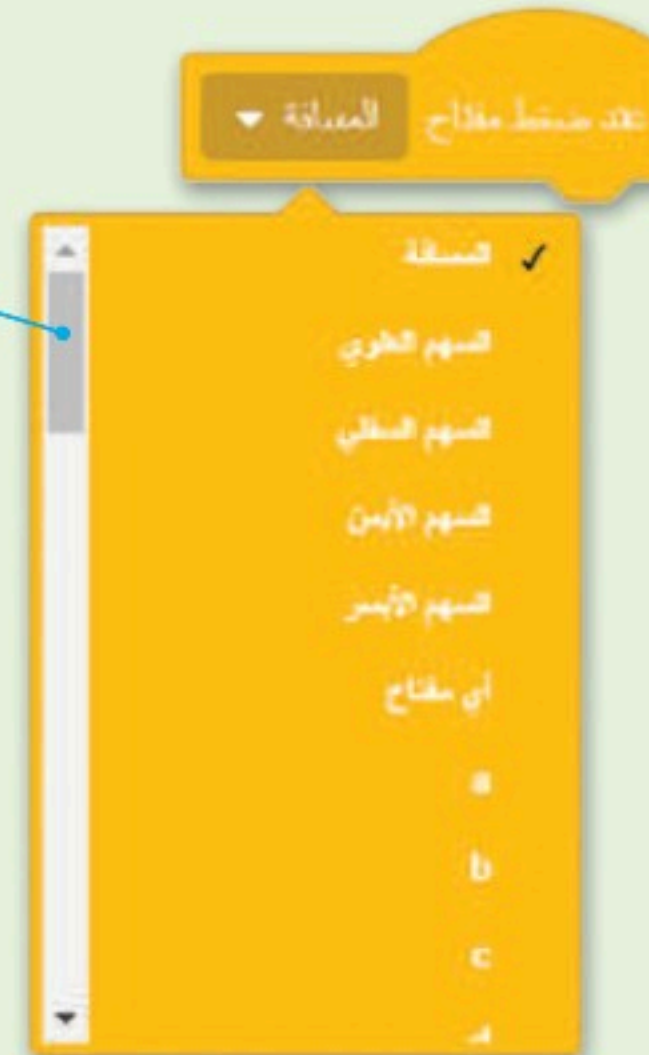 عند ضغط مفتاح المسافة
المسافة
السهم العلوي
السهم السفلي
السهم الأيمن
السهم الأيسر
أي مفتاح
a
b
c